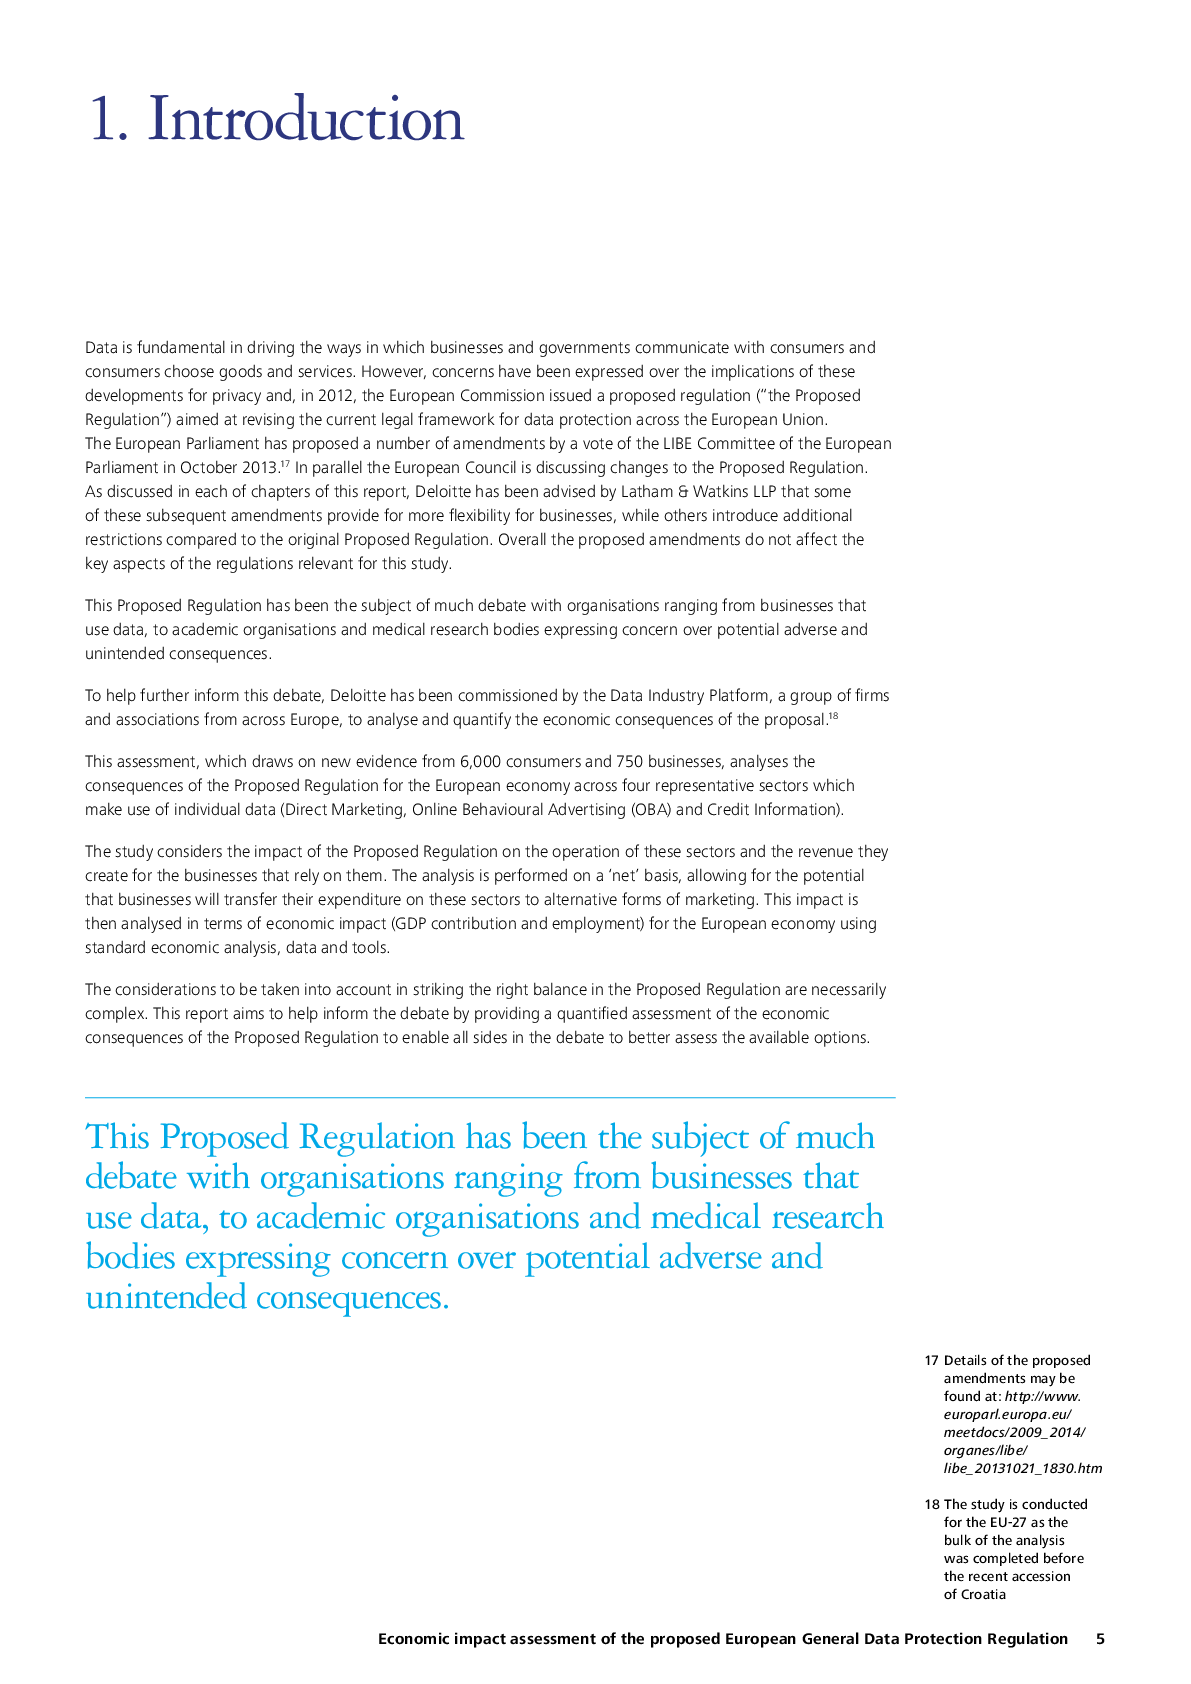 1. Introduction
Data is fundamental in driving the ways in which businesses and governments communicate with consumers and
consumers choose goods and services. However, concerns have been expressed over the implications of these
developments for privacy and, in 2012, the European Commission issued a proposed regulation (“the Proposed
Regulation”) aimed at revising the current legal framework for data protection across the European Union.
The European Parliament has proposed a number of amendments by a vote of the LIBE Committee of the European
Parliament in October 2013.17 In parallel the European Council is discussing changes to the Proposed Regulation.
As discussed in each of chapters of this report, Deloitte has been advised by Latham & Watkins LLP that some
of these subsequent amendments provide for more flexibility for businesses, while others introduce additional
restrictions compared to the original Proposed Regulation. Overall the proposed amendments do not affect the
key aspects of the regulations relevant for this study.
This Proposed Regulation has been the subject of much debate with organisations ranging from businesses that
use data, to academic organisations and medical research bodies expressing concern over potential adverse and
unintended consequences.
To help further inform this debate, Deloitte has been commissioned by the Data Industry Platform, a group of firms
and associations from across Europe, to analyse and quantify the economic consequences of the proposal.18
This assessment, which draws on new evidence from 6,000 consumers and 750 businesses, analyses the
consequences of the Proposed Regulation for the European economy across four representative sectors which
make use of individual data (Direct Marketing, Online Behavioural Advertising (OBA) and Credit Information).
The study considers the impact of the Proposed Regulation on the operation of these sectors and the revenue they
create for the businesses that rely on them. The analysis is performed on a ‘net’ basis, allowing for the potential
that businesses will transfer their expenditure on these sectors to alternative forms of marketing. This impact is
then analysed in terms of economic impact (GDP contribution and employment) for the European economy using
standard economic analysis, data and tools.
The considerations to be taken into account in striking the right balance in the Proposed Regulation are necessarily
complex. This report aims to help inform the debate by providing a quantified assessment of the economic
consequences of the Proposed Regulation to enable all sides in the debate to better assess the available options.
This Proposed Regulation has been the subject of much
debate with organisations ranging from businesses that
use data, to academic organisations and medical research
bodies expressing concern over potential adverse and
unintended consequences.
17 Details of the proposed
amendments may be
found at: http://www.
europarl.europa.eu/
meetdocs/2009_2014/
organes/libe/
libe_20131021_1830.htm
18 The study is conducted
for the EU-27 as the
bulk of the analysis
was completed before
the recent accession
of Croatia
Economic impact assessment of the proposed European General Data Protection Regulation 5